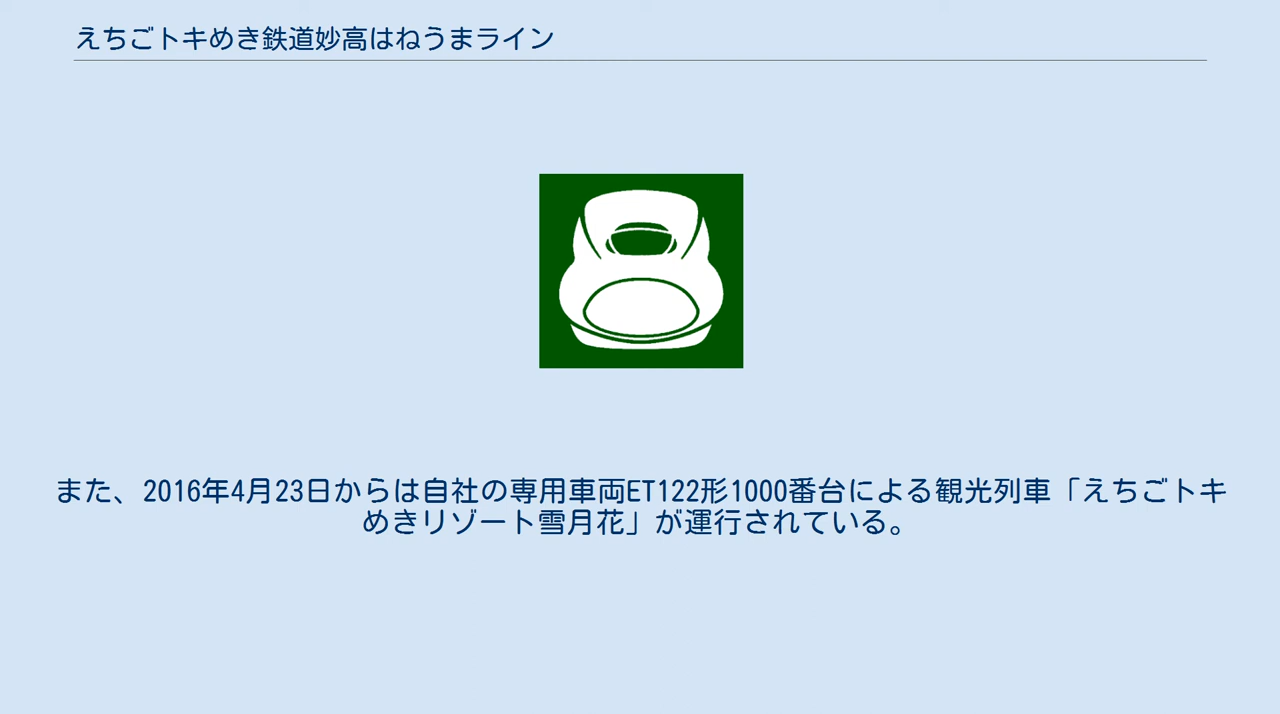 えちごトキめき鉄道妙高はねうまライン
また、2016年4月23日からは自社の専用車両ET122形1000番台による観光列車「えちごトキ
めきリゾート雪月花」が運行されている。